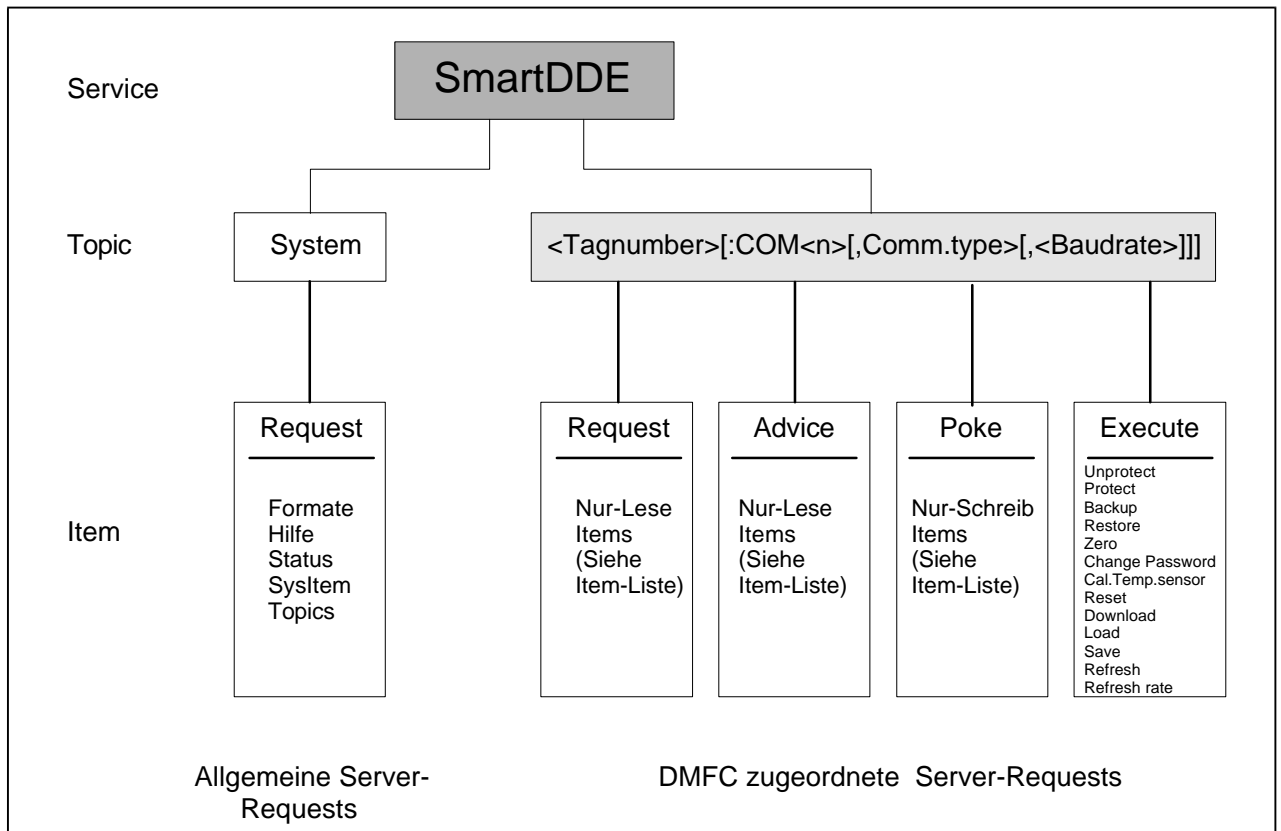 Service
SmartDDE
Topic
System
<Tagnumber>[:COM<n>[,Comm.type>[,<Baudrate>]]]
Item
Request
Formate
Hilfe
Status
SysItem
Topics
Request
Nur-Lese
Items
(Siehe
Item-Liste)
Advice
Nur-Lese
Items
(Siehe
Item-Liste)
Poke
Nur-Schreib
Items
(Siehe
Item-Liste)
Execute
Unprotect
Protect
Backup
Restore
Zero
Change Password
Cal.Temp.sensor
Reset
Download
Load
Save
Refresh
Refresh rate
Allgemeine Server-
Requests
DMFC zugeordnete Server-Requests